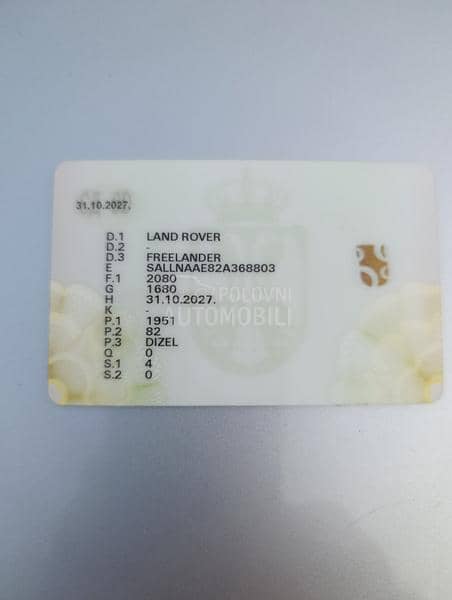 31.10.2027.
D.1 LAND ROVER
D.2 -
D.3 FREELANDER
E SALLNAAE82A368803
F.1 2080
G 1680
H 31.10.2027.
K -
P.1 1951
P.2 82
P.3 DIZEL
Q 0
S.1 4
S.2 0
POLOVNI
AUTOMOBILI